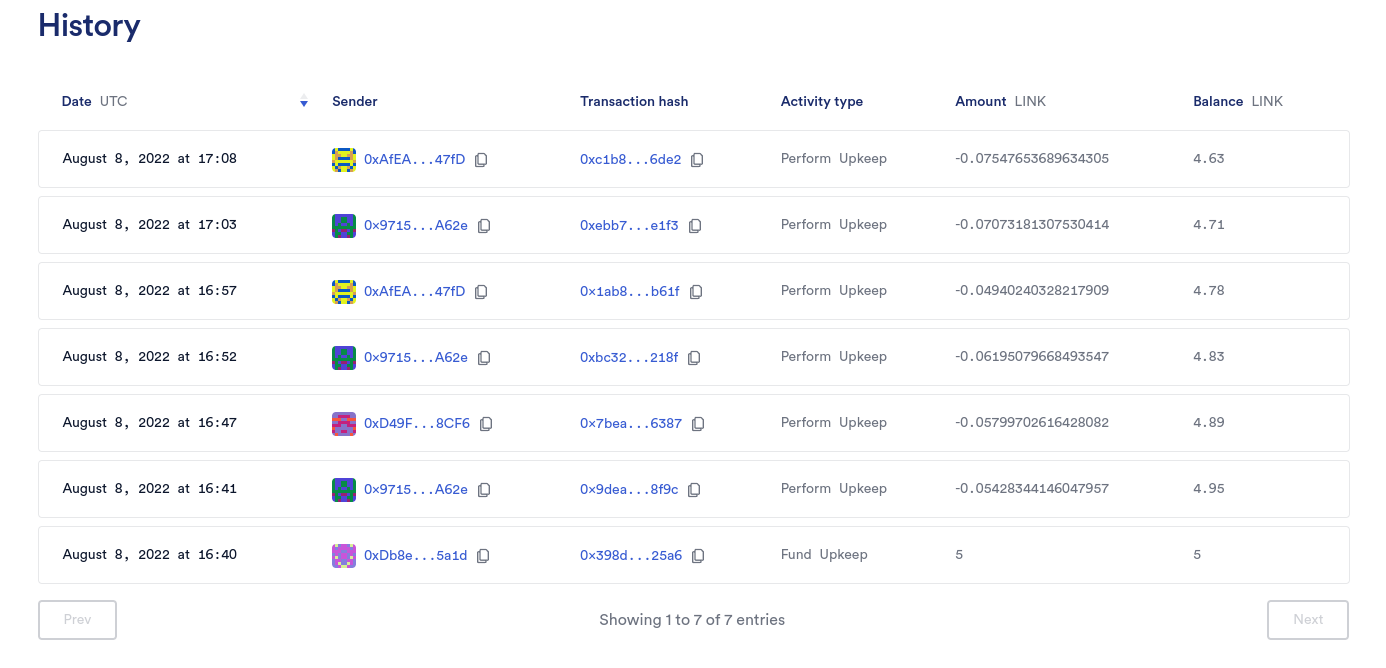 History
Date UTC Sender Transaction hash Activity type Amount LINK Balance LINK
August 8, 2022 at 17:08 0xAfEA...47fD 0xc1b8...6de2 Perform Upkeep -0.07547653689634305 4.63
August 8, 2022 at 17:03 0x9715...A62e 0xebb7...e1f3 Perform Upkeep -0.07073181307530414 4.71
August 8, 2022 at 16:57 0xAfEA...47fD 0x1ab8...b61f Perform Upkeep -0.04940240328217909 4.78
August 8, 2022 at 16:52 0x9715...A62e 0xbc32...218f Perform Upkeep -0.06195079668493547 4.83
August 8, 2022 at 16:47 0xD49F...8CF6 0x7bea...6387 Perform Upkeep -0.05799702616428082 4.89
August 8, 2022 at 16:41 0x9715...A62e 0x9dea...8f9c Perform Upkeep -0.05428344146047957 4.95
August 8, 2022 at 16:40 0xDb8e...5a1d 0x398d...25a6 Fund Upkeep 5 5
Prev Showing 1 to 7 of 7 entries Next